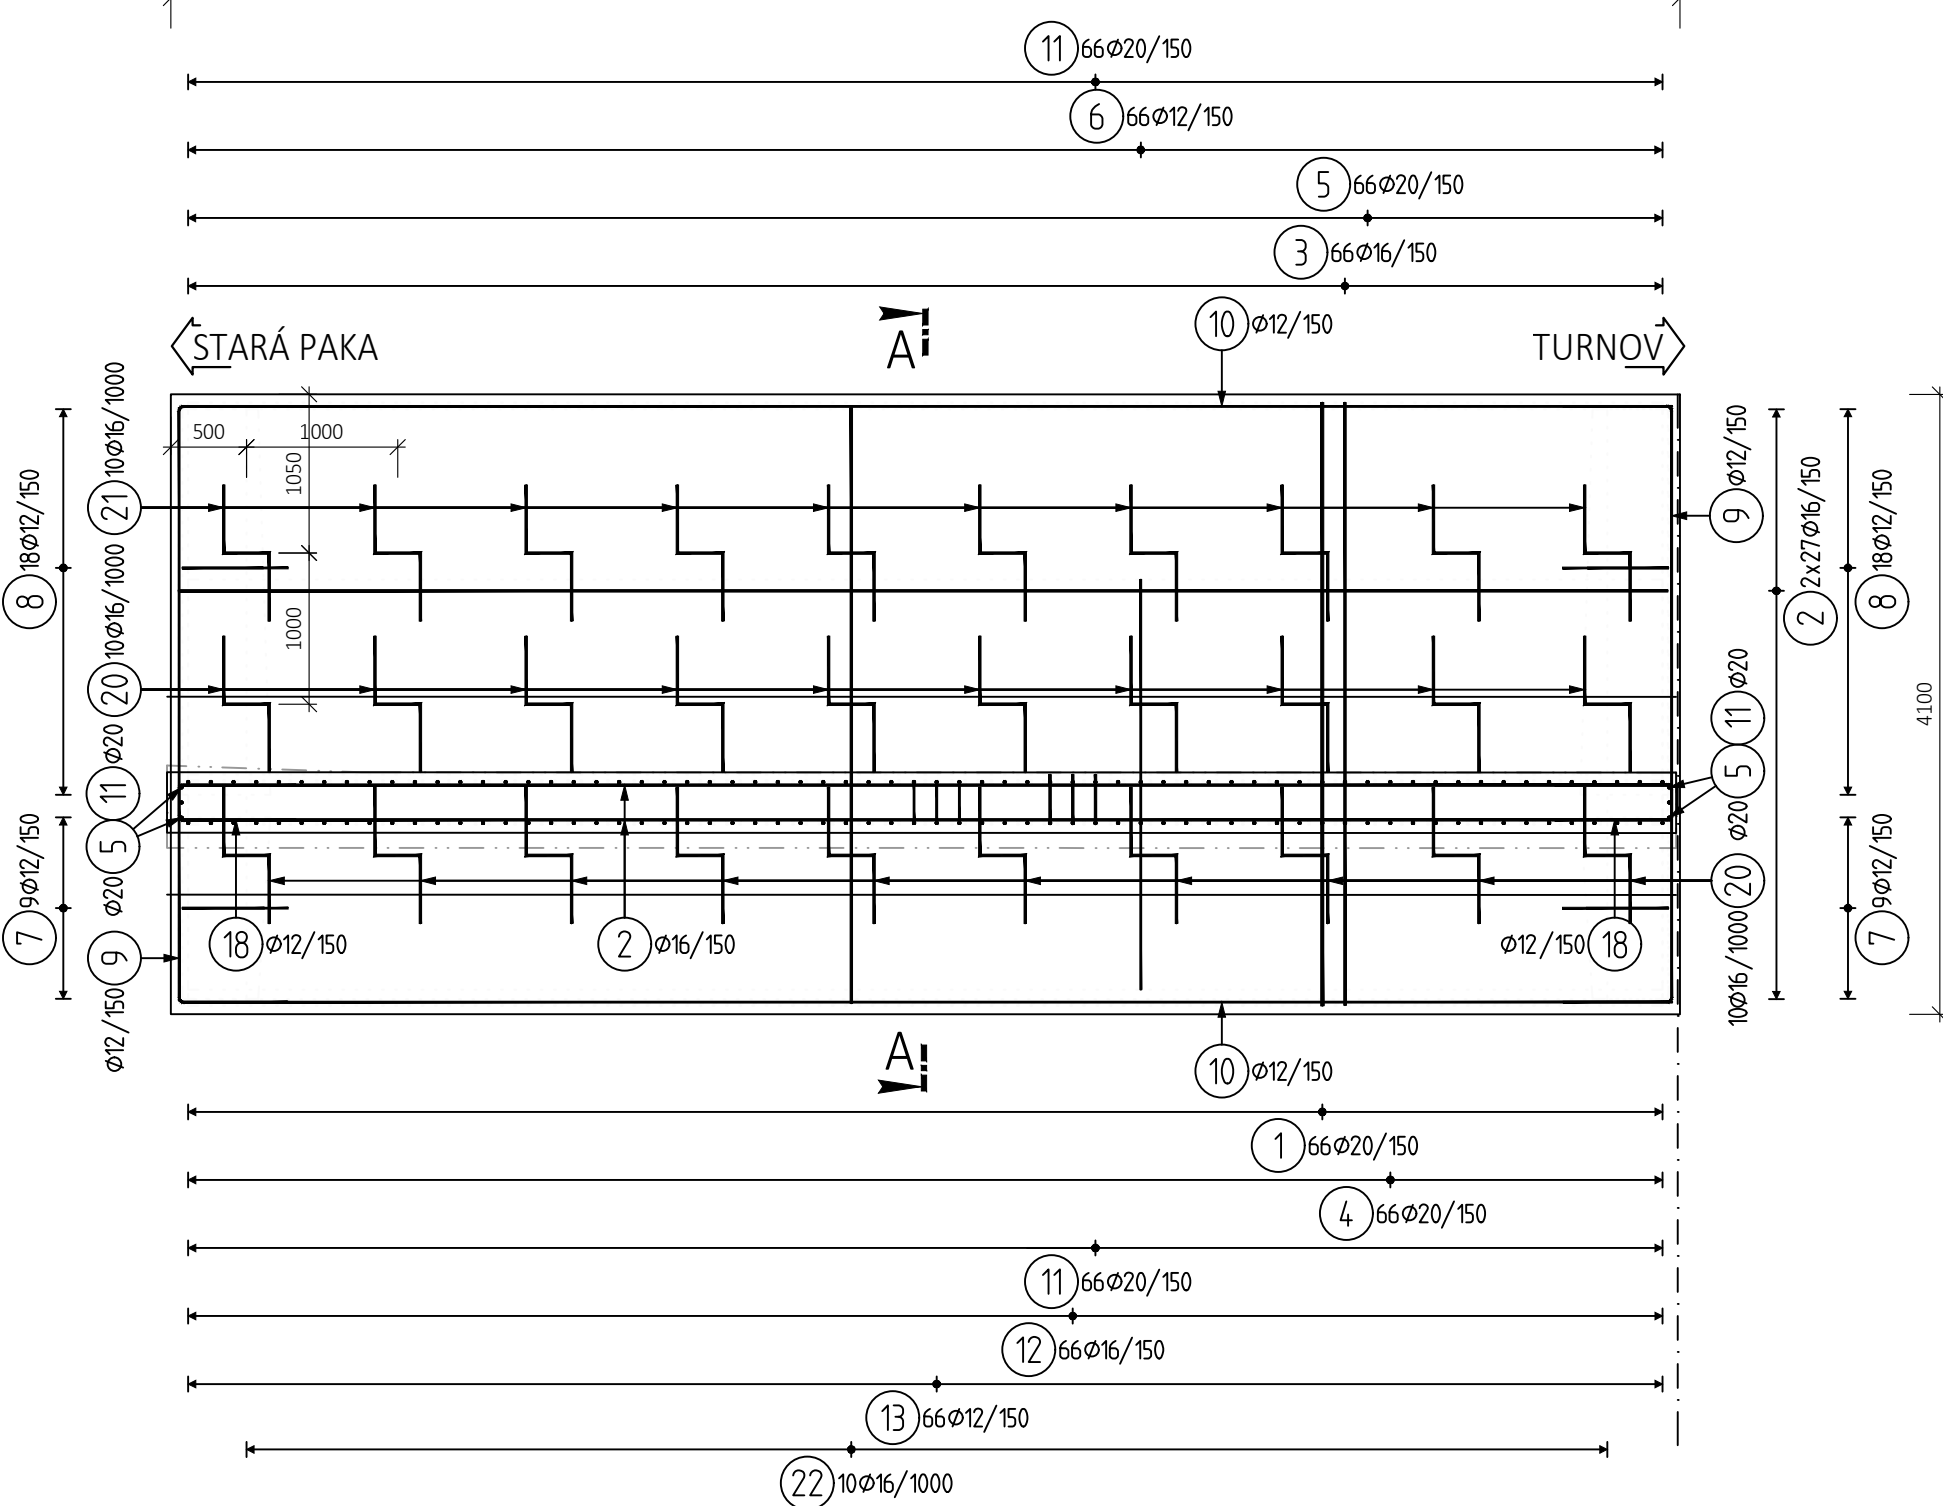 11 66Ø20/150
6 66Ø12/150
5 66Ø20/150
3 66Ø16/150
10 Ø12/150
STARÁ PAKA
A
TURNOV
500
1000
1050
1000
21 10Ø16/1000
8 18Ø12/150
20 10Ø16/1000
11 Ø20
5 Ø20
7 9Ø12/150
9 Ø12/150
9 Ø12/150
2 2x27Ø16/150
8 18Ø12/150
11 Ø20
5 Ø20
4100
20 10Ø16/1000
7 9Ø12/150
18 Ø12/150
2 Ø16/150
Ø12/150 18
A
10 Ø12/150
1 66Ø20/150
4 66Ø20/150
11 66Ø20/150
12 66Ø16/150
13 66Ø12/150
22 10Ø16/1000